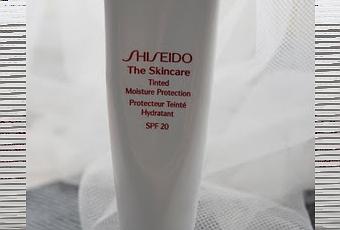 SHISEIDO
The Skincare
Tinted
Moisture Protection
Protecteur Teinté
Hydratant
SPF 20